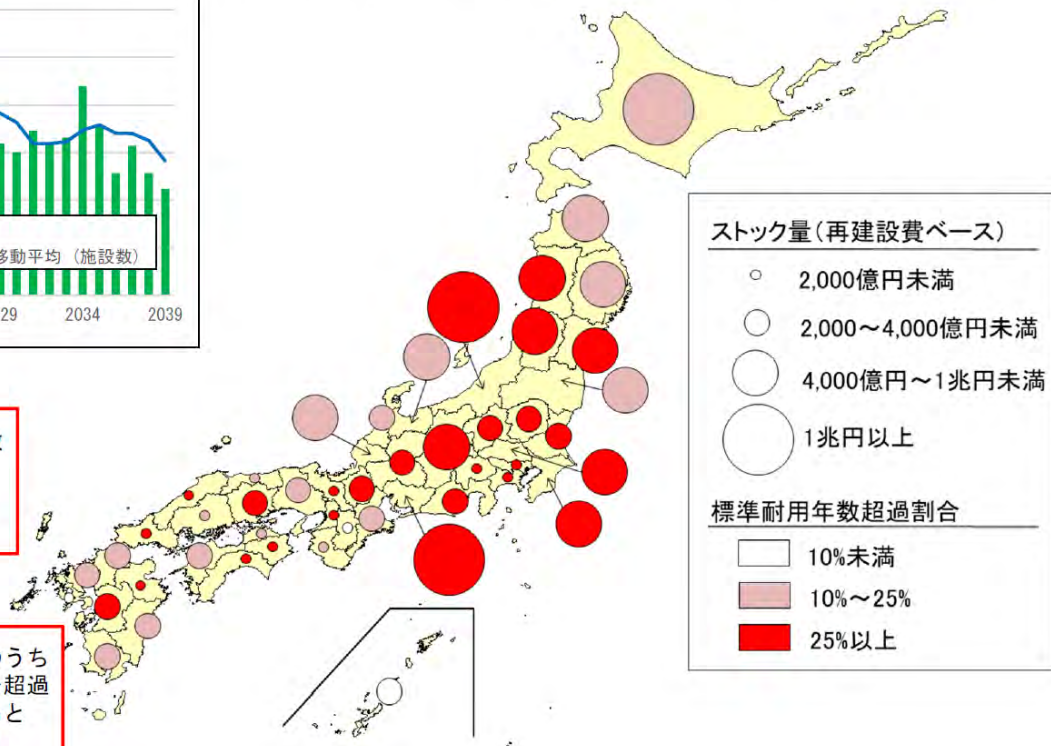 移動平均（施設数）
29 2034 2039
ストック量（再建設費ベース）
2,000億円未満
2,000～4,000億円未満
4,000億円～1兆円未満
1兆円以上
標準耐用年数超過割合
10%未満
10%～25%
25%以上
うち
超過
と